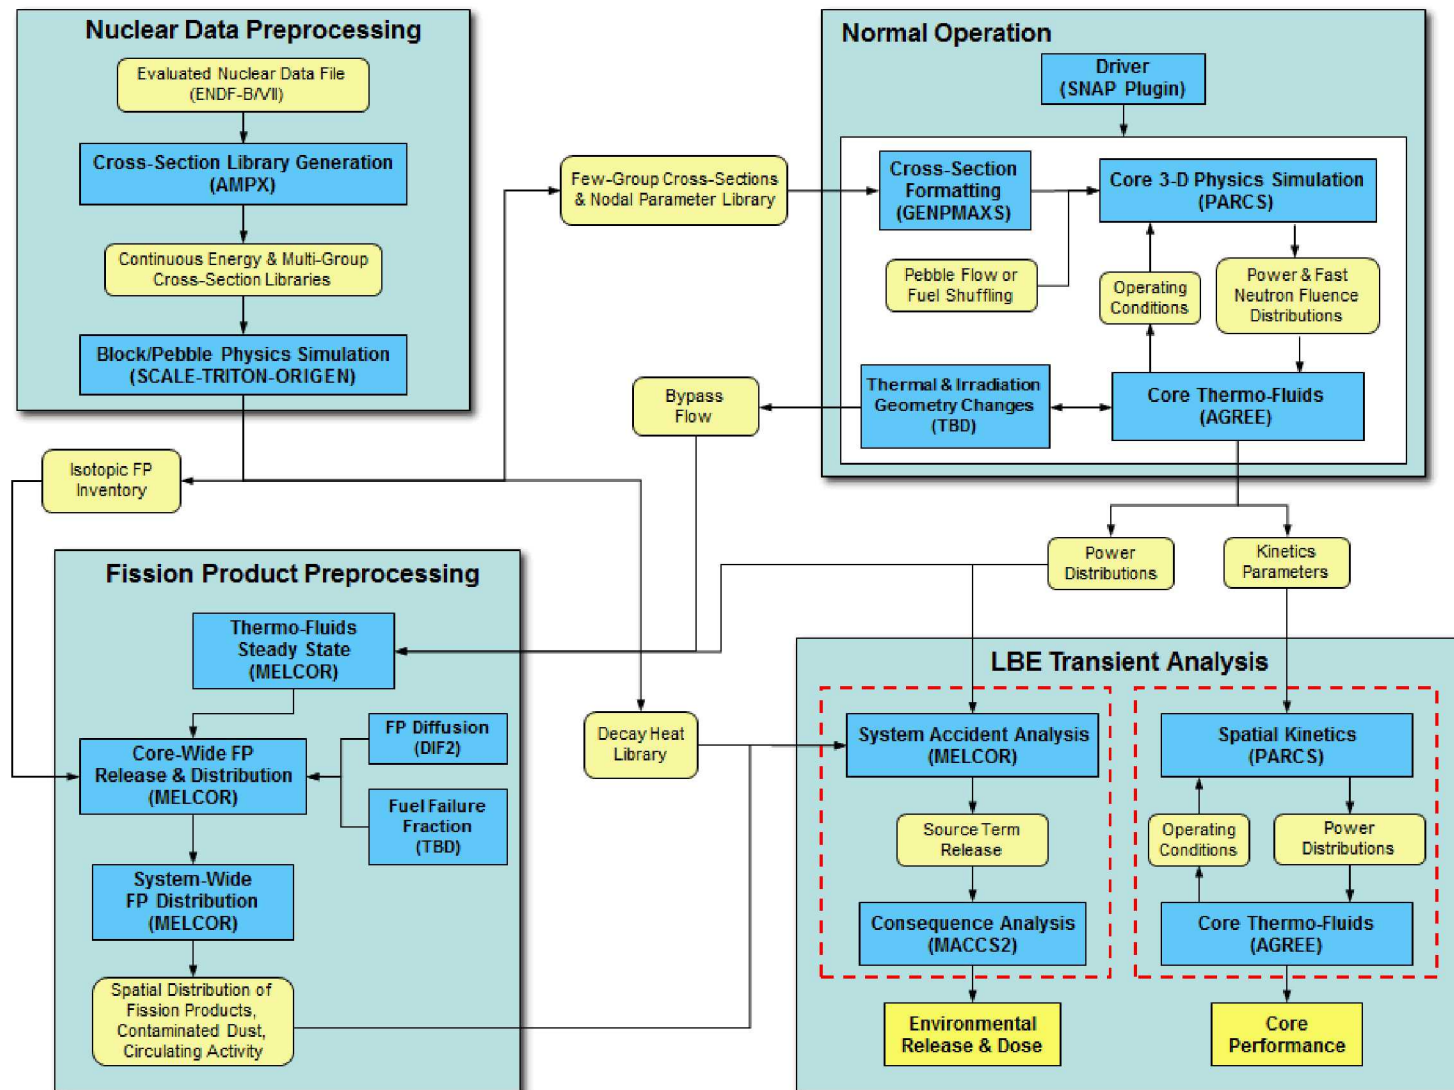 Nuclear Data Preprocessing
Evaluated Nuclear Data File
(ENDF-B/VII)
Cross-Section Library Generation
(AMPX)
Continuous Energy & Multi-Group
Cross-Section Libraries
Block/Pebble Physics Simulation
(SCALE-TRITON-ORIGEN)
Few-Group Cross-Sections
& Nodal Parameter Library
Normal Operation
Driver
(SNAP Plugin)
Cross-Section
Formatting
(GENPMAXS)
Core 3-D Physics Simulation
(PARCS)
Pebble Flow or
Fuel Shuffling
Operating
Conditions
Power & Fast
Neutron Fluence
Distributions
Thermal & Irradiation
Geometry Changes
(TBD)
Core Thermo-Fluids
(AGREE)
Bypass
Flow
Isotopic FP
Inventory
Power
Distributions
Kinetics
Parameters
Fission Product Preprocessing
Thermo-Fluids
Steady State
(MELCOR)
Core-Wide FP
Release & Distribution
(MELCOR)
FP Diffusion
(DIF2)
Fuel Failure
Fraction
(TBD)
System-Wide
FP Distribution
(MELCOR)
Spatial Distribution of
Fission Products,
Contaminated Dust,
Circulating Activity
Decay Heat
Library
LBE Transient Analysis
System Accident Analysis
(MELCOR)
Source Term
Release
Consequence Analysis
(MACCS2)
Environmental
Release & Dose
Spatial Kinetics
(PARCS)
Operating
Conditions
Power
Distributions
Core Thermo-Fluids
(AGREE)
Core
Performance